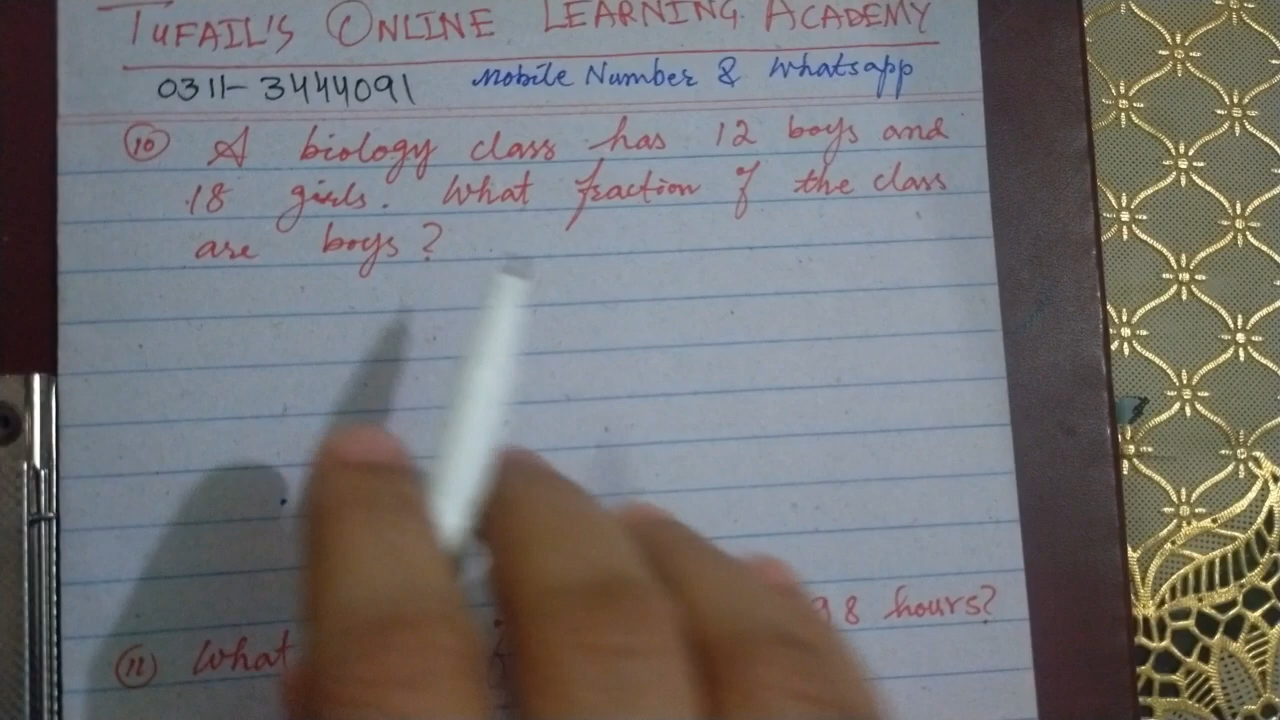 TUFAIL'S ONLINE LEARNING ACADEMY
0311-3444091 Mobile Number & Whatsapp
10 A biology class has 12 boys and
18 girls. What fraction of the class
are boys?
8 hours?
11 What